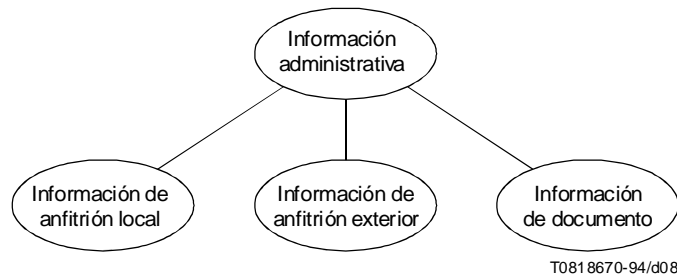 Información
administrativa
Información de
anfitrión local
Información de
anfitrión exterior
Información
de documento
T0818670-94/d08